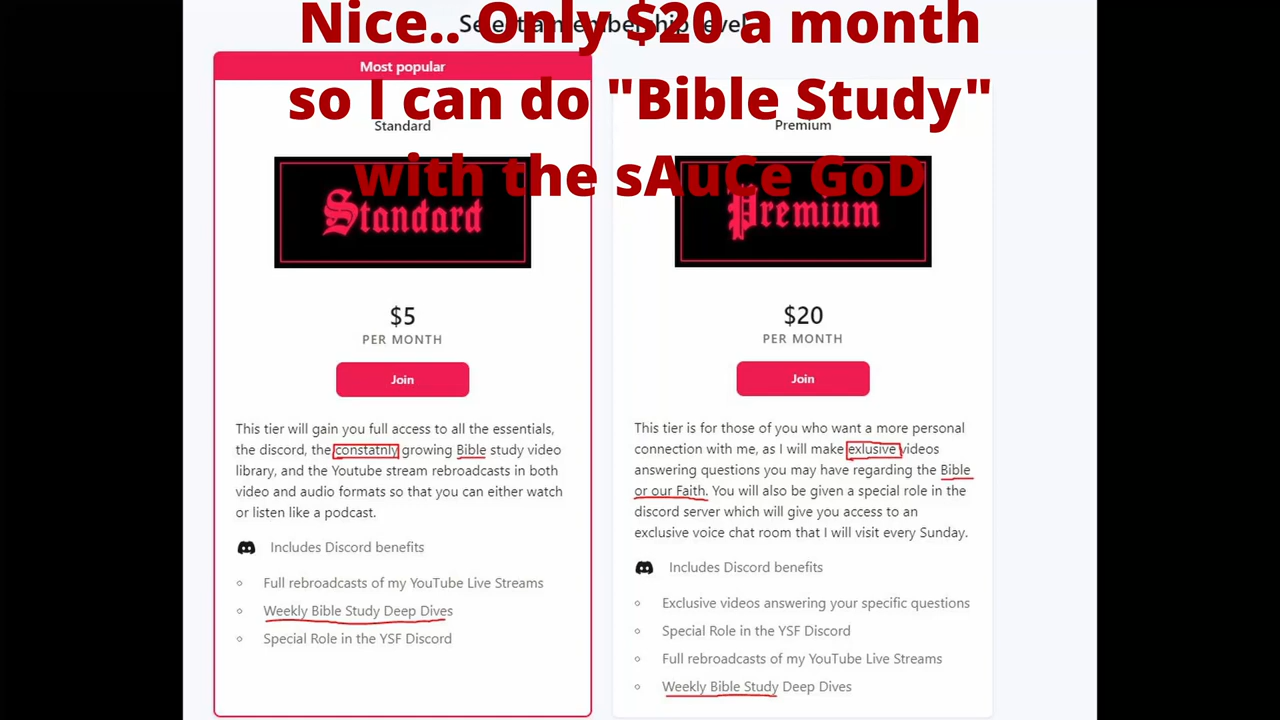 Nice.. Only $20 a month
Select a membership level
so I can do "Bible Study"
with the sAuCe GoD
Most popular
Standard
Standard
$5
PER MONTH
Join
This tier will gain you full access to all the essentials,
the discord, the constatnly growing Bible study video
library, and the Youtube stream rebroadcasts in both
video and audio formats so that you can either watch
or listen like a podcast.
Includes Discord benefits
Full rebroadcasts of my YouTube Live Streams
Weekly Bible Study Deep Dives
Special Role in the YSF Discord
Premium
Premium
$20
PER MONTH
Join
This tier is for those of you who want a more personal
connection with me, as I will make exlusive videos
answering questions you may have regarding the Bible
or our Faith. You will also be given a special role in the
discord server which will give you access to an
exclusive voice chat room that I will visit every Sunday.
Includes Discord benefits
Exclusive videos answering your specific questions
Special Role in the YSF Discord
Full rebroadcasts of my YouTube Live Streams
Weekly Bible Study Deep Dives